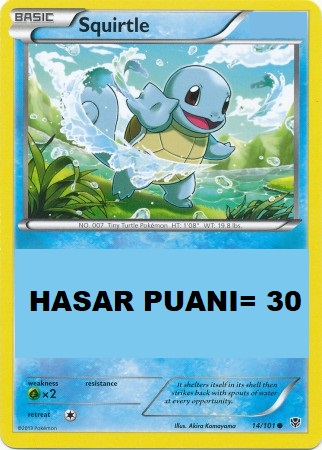 BASIC
Squirtle
NO. 007 Tiny Turtle Pokémon HT: 1'08" WT: 19.8 lbs.
HASAR PUANI= 30
weakness resistance
×2
retreat
It shelters itself in its shell then
strikes back with spouts of water
at every opportunity.
Illus. Akira Komayama 14/101